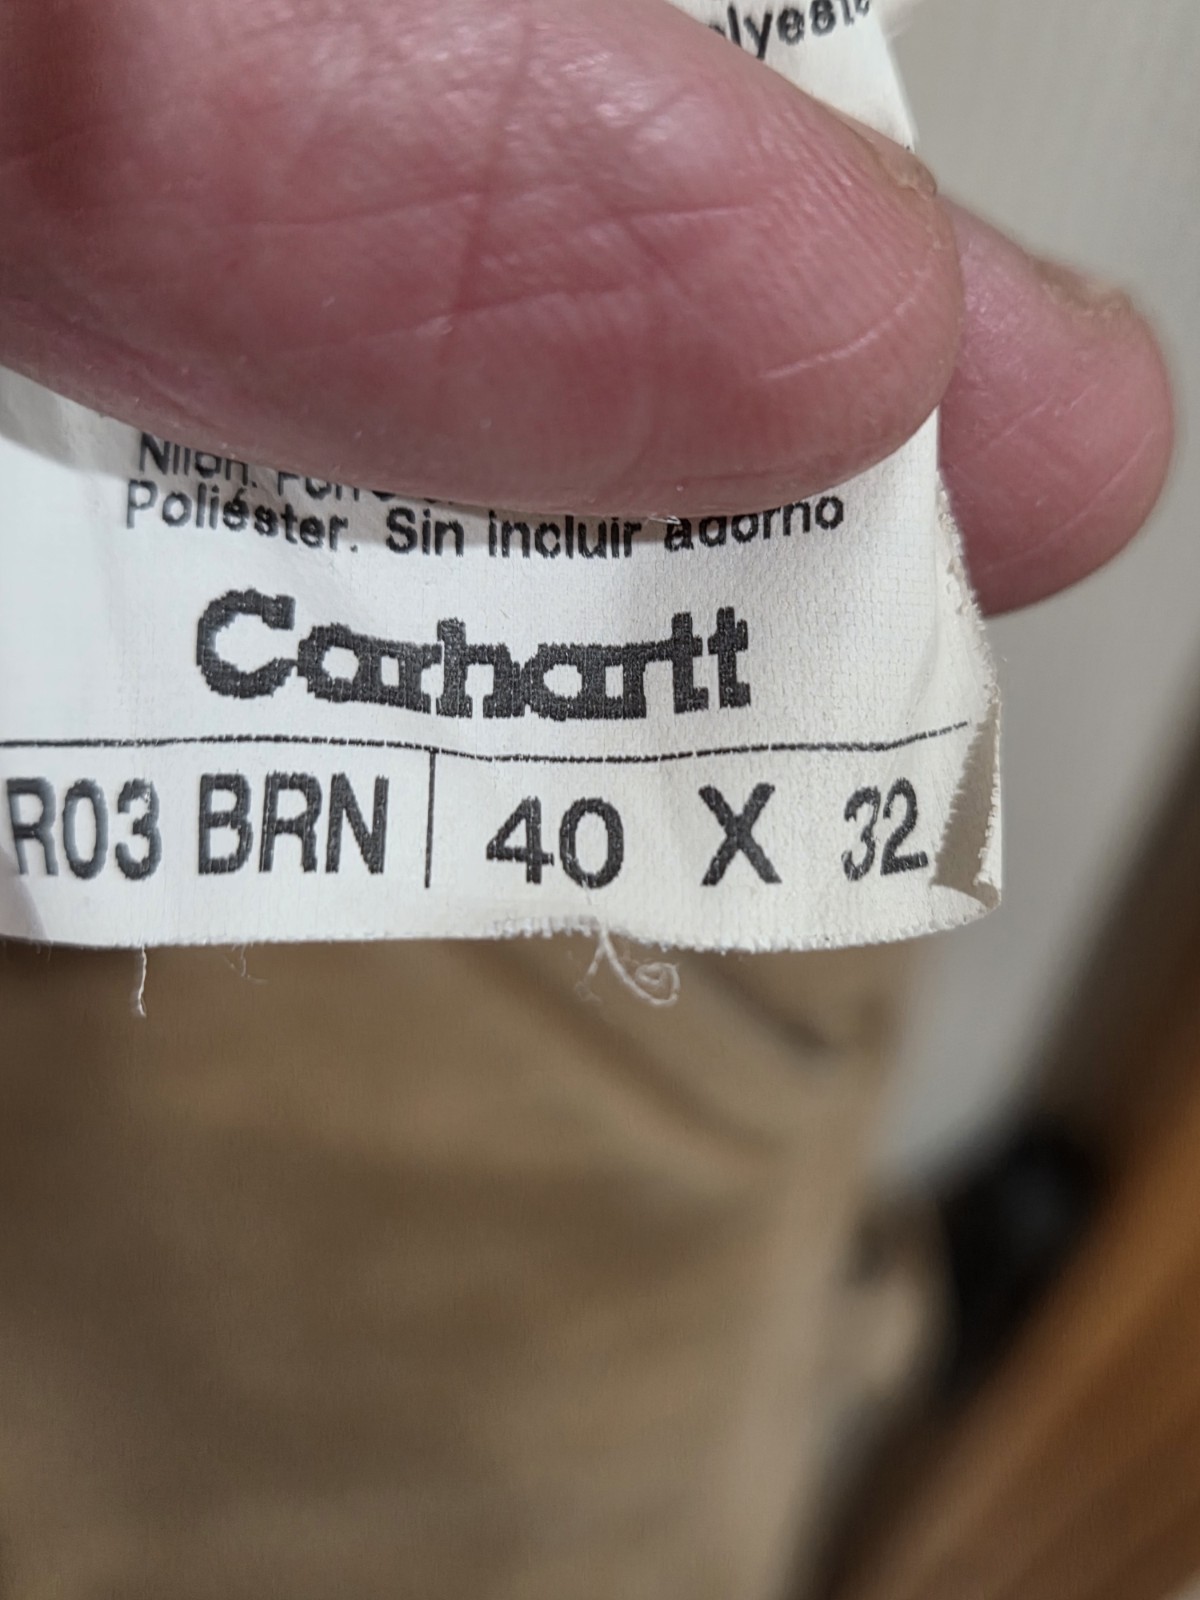 Poliéster. Sin incluir adorno
Carhartt
R03 BRN 40 X 32